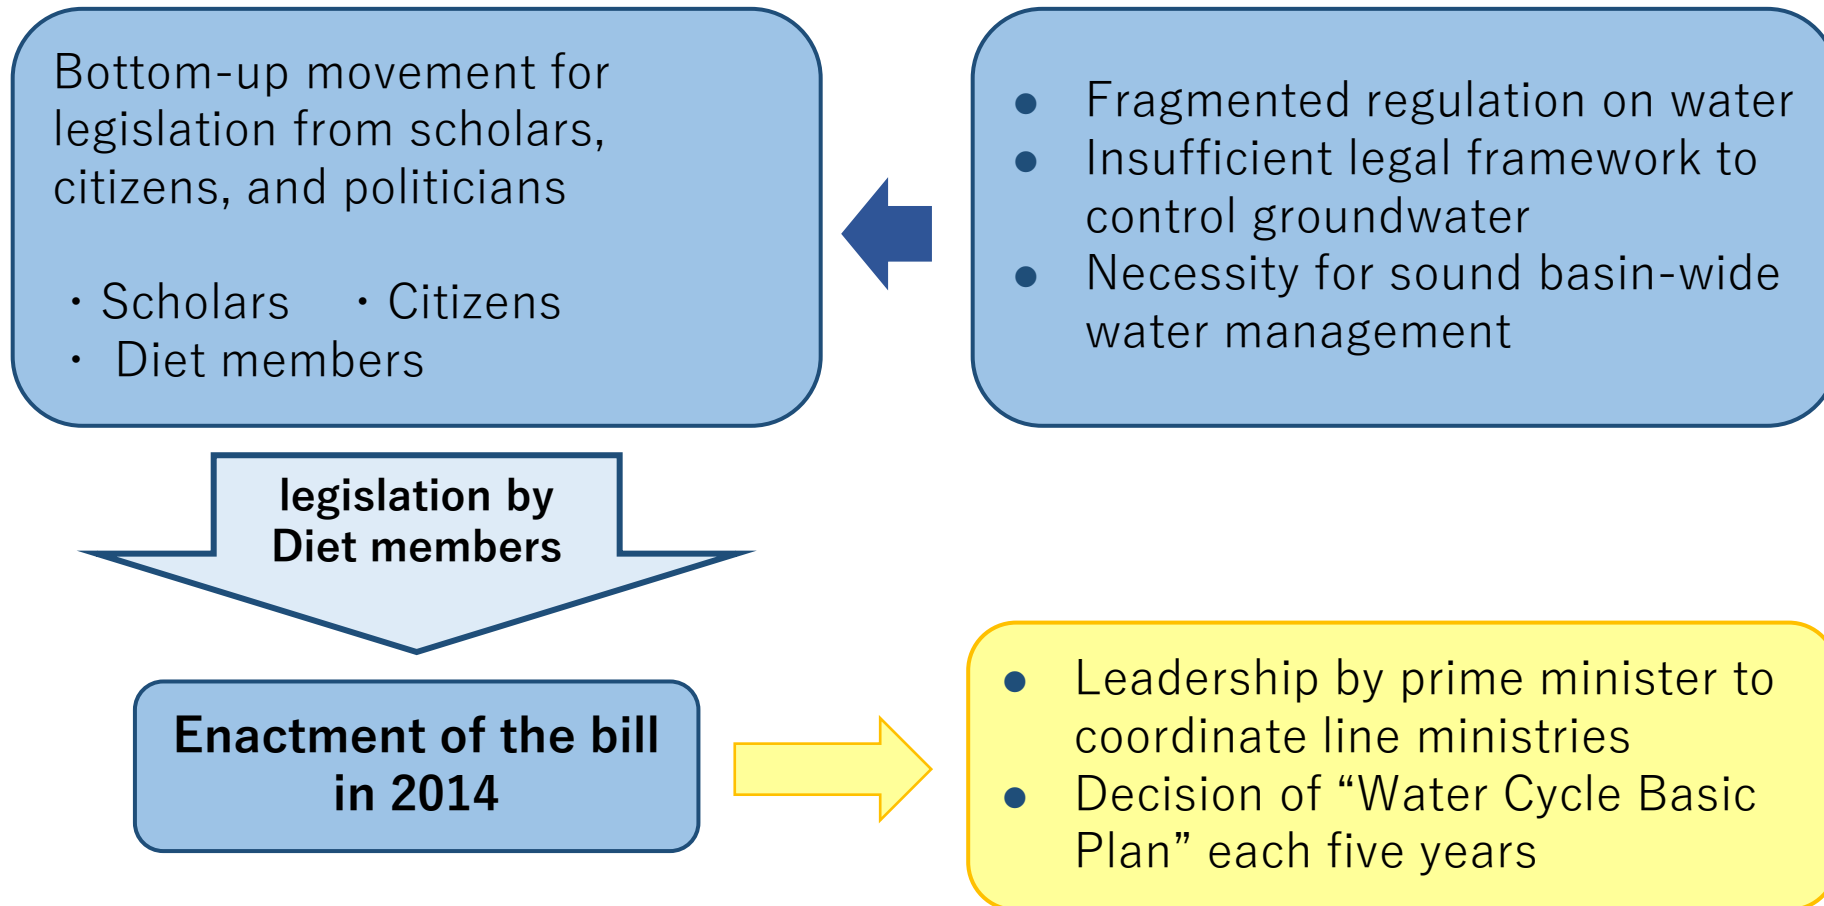 Bottom-up movement for
legislation from scholars,
citizens, and politicians
・Scholars ・Citizens
・ Diet members
● Fragmented regulation on water
● Insufficient legal framework to
control groundwater
● Necessity for sound basin-wide
water management
legislation by
Diet members
Enactment of the bill
in 2014
● Leadership by prime minister to
coordinate line ministries
● Decision of “Water Cycle Basic
Plan” each five years